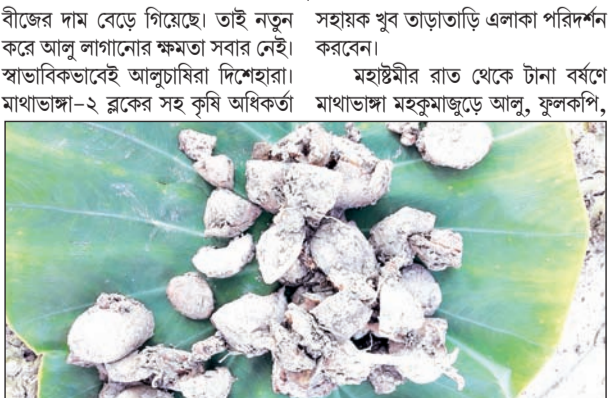 বীজের দাম বেড়ে গিয়েছে। তাই নতুন
করে আলু লাগানোর ক্ষমতা সবার নেই।
স্বাভাবিকভাবেই আলুচাষিরা দিশেহারা।
মাথাভাঙ্গা-২ ব্লকের সহ কৃষি অধিকর্তা
সহায়ক খুব তাড়াতাড়ি এলাকা পরিদর্শন
করবেন।
মহাষ্টমীর রাত থেকে টানা বর্ষণে
মাথাভাঙ্গা মহকুমাজুড়ে আলু, ফুলকপি,